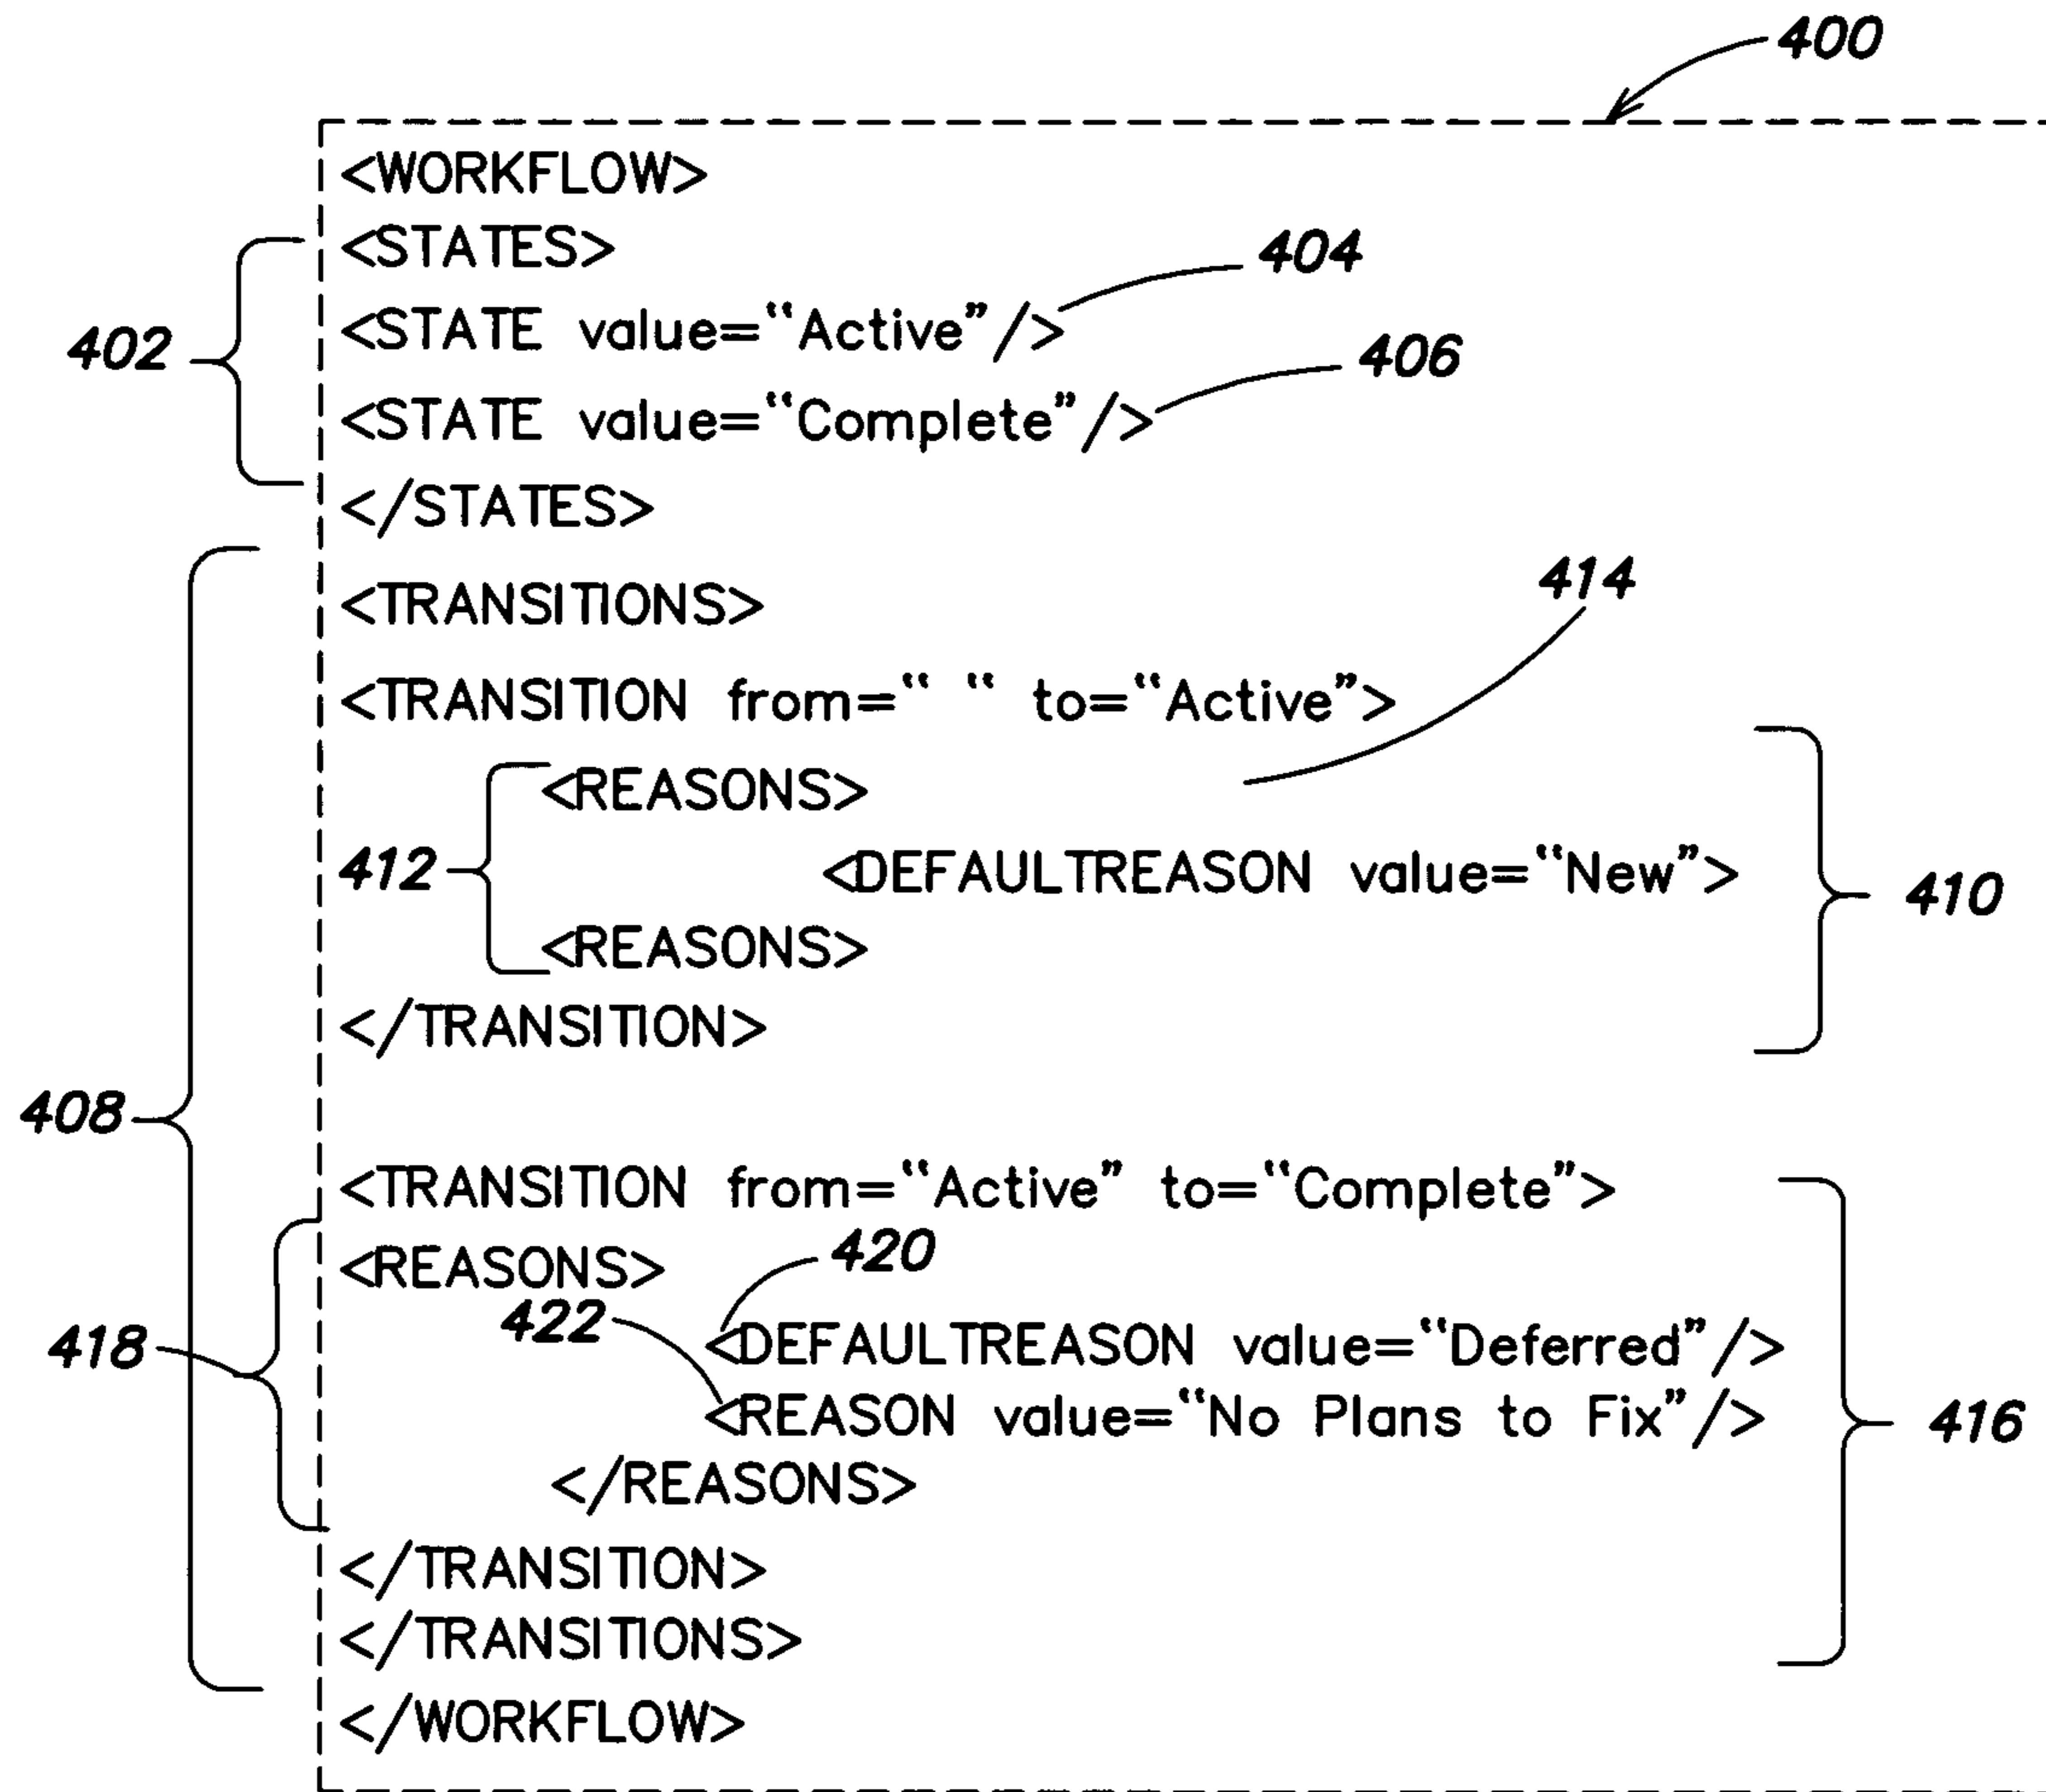 400
<WORKFLOW>
<STATES>
404
<STATE value=“Active”/>
402
406
<STATE value=“Complete”/>
</STATES>
414
<TRANSITIONS>
<TRANSITION from=“ “ to=“Active”>
<REASONS>
412 <DEFAULTREASON value=“New”> 410
<REASONS>
</TRANSITION>
408
<TRANSITION from=“Active” to=“Complete”>
420
<REASONS>
422
418 <DEFAULTREASON value=“Deferred”/>
<REASON value=“No Plans to Fix”/> 416
</REASONS>
</TRANSITION>
</TRANSITIONS>
</WORKFLOW>